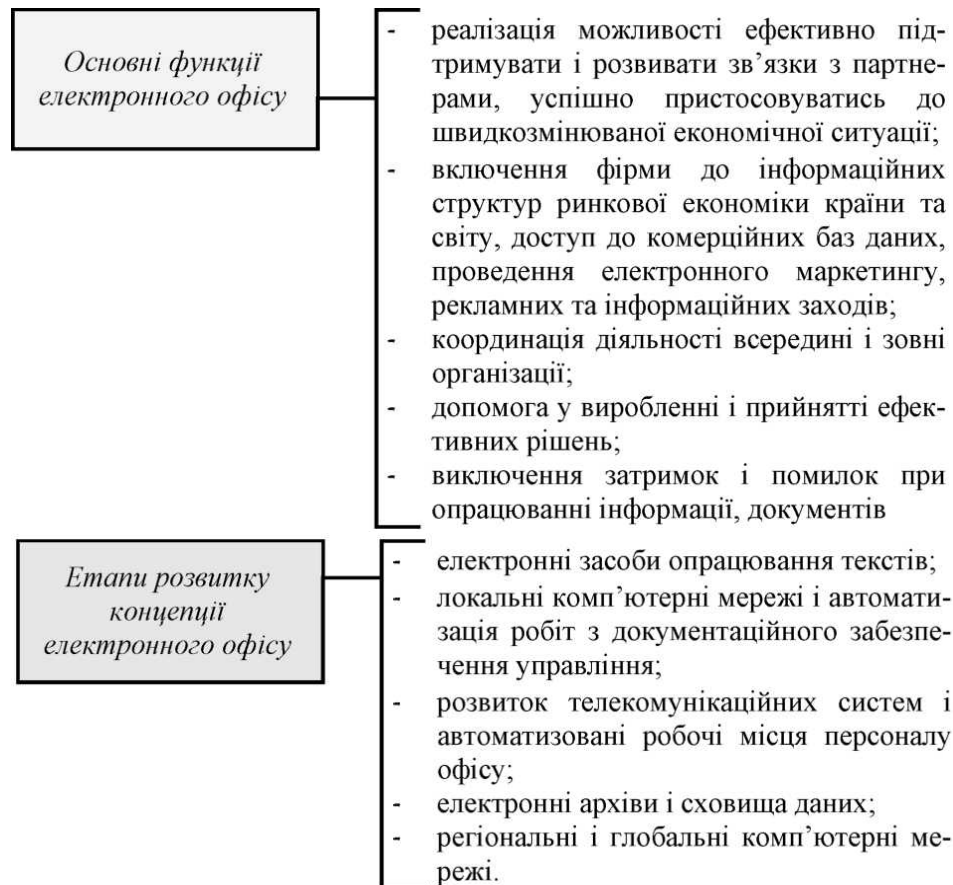 Основні функції
електронного офісу
- реалізація можливості ефективно під-
тримувати і розвивати зв’язки з партне-
рами, успішно пристосовуватись до
швидкозмінюваної економічної ситуації;
- включення фірми до інформаційних
структур ринкової економіки країни та
світу, доступ до комерційних баз даних,
проведення електронного маркетингу,
рекламних та інформаційних заходів;
- координація діяльності всередині і зовні
організації;
- допомога у виробленні і прийнятті ефек-
тивних рішень;
- виключення затримок і помилок при
опрацюванні інформації, документів
Етапи розвитку
концепції
електронного офісу
- електронні засоби опрацювання текстів;
- локальні комп’ютерні мережі і автомати-
зація робіт з документаційного забезпе-
чення управління;
- розвиток телекомунікаційних систем і
автоматизовані робочі місця персоналу
офісу;
- електронні архіви і сховища даних;
- регіональні і глобальні комп’ютерні ме-
режі.